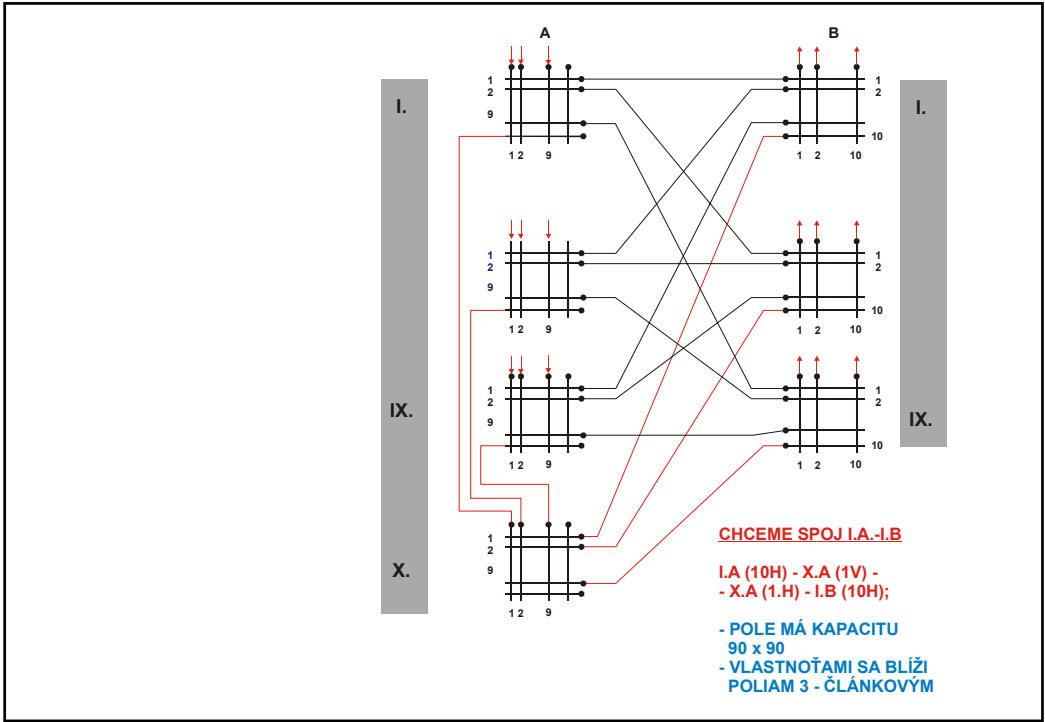 A
B
1
2
9
I.
1 2 9
1
2
10
I.
1 2 10
1
2
9
1 2 9
1
2
10
1 2 10
1
2
9
IX.
1 2 9
1
2
10
IX.
1 2 10
1
2
9
X.
1 2 9
CHCEME SPOJ I.A.-I.B
I.A (10H) - X.A (1V) -
- X.A (1.H) - I.B (10H);
- POLE MÁ KAPACITU
90 x 90
- VLASTNOŤAMI SA BLÍŽI
POLIAM 3 - ČLÁNKOVÝM